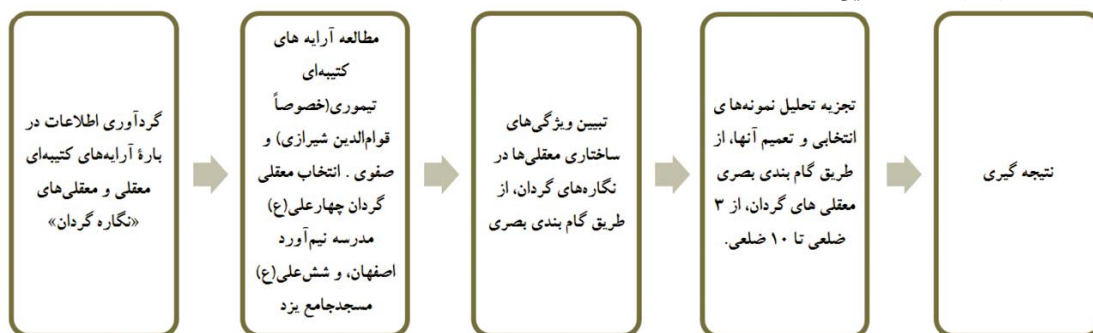 گردآوری اطلاعات در
بارۀ آرایه‌های کتیبه‌ای
معقلی و معقلی‌های
«نگاره گردان»
مطالعه آرایه های
کتیبه‌ای
تیموری(خصوصاً
قوام‌الدین شیرازی) و
صفوی . انتخاب معقلی
گردان چهارعلی(ع)
مدرسه نیم‌آورد
اصفهان، و شش‌علی(ع)
مسجدجامع یزد
تبیین ویژگی‌های
ساختاری معقلی‌ها در
نگاره‌های گردان، از
طریق گام بندی بصری
تجزیه تحلیل نمونه‌ها ی
انتخابی و تعمیم آنها، از
طریق گام بندی بصری
معقلی های گردان، از ۳
ضلعی تا ۱۰ ضلعی.
نتیجه گیری